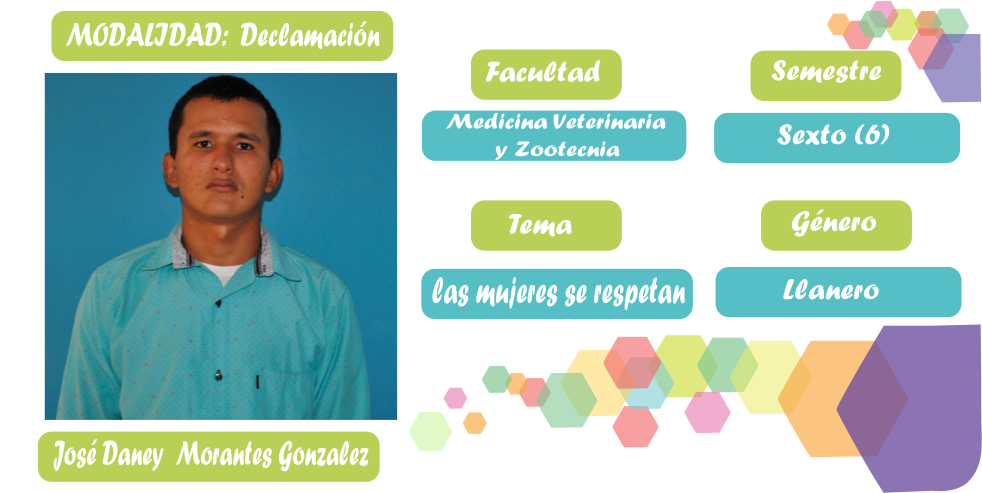 MODALIDAD: Declamación
Facultad
Medicina Veterinaria
y Zootecnia
Semestre
Sexto (6)
Tema
las mujeres se respetan
Género
Llanero
José Daney Morantes Gonzalez